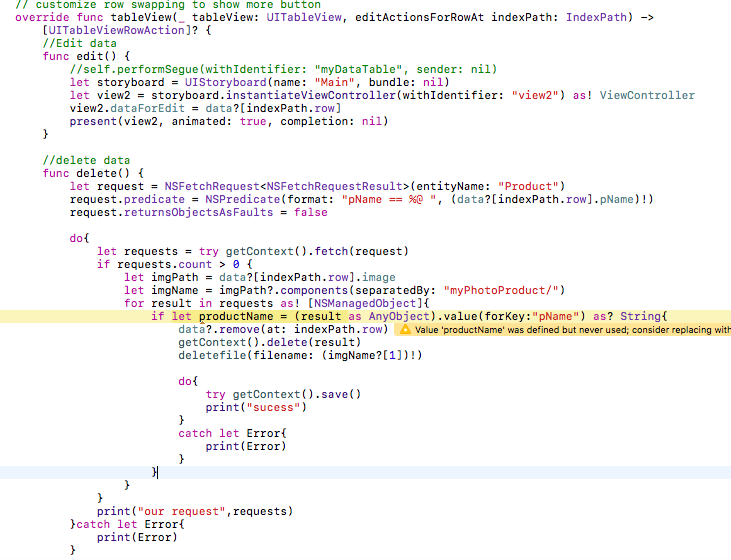 // customize row swapping to show more button
override func tableView(_ tableView: UITableView, editActionsForRowAt indexPath: IndexPath) ->
[UITableViewRowAction]? {
//Edit data
func edit() {
//self.performSegue(withIdentifier: "myDataTable", sender: nil)
let storyboard = UIStoryboard(name: "Main", bundle: nil)
let view2 = storyboard.instantiateViewController(withIdentifier: "view2") as! ViewController
view2.dataForEdit = data?[indexPath.row]
present(view2, animated: true, completion: nil)
}
//delete data
func delete() {
let request = NSFetchRequest<NSFetchRequestResult>(entityName: "Product")
request.predicate = NSPredicate(format: "pName == %@ ", (data?[indexPath.row].pName)!)
request.returnsObjectsAsFaults = false
do{
let requests = try getContext().fetch(request)
if requests.count > 0 {
let imgPath = data?[indexPath.row].image
let imgName = imgPath?.components(separatedBy: "myPhotoProduct/")
for result in requests as! [NSManagedObject]{
if let productName = (result as AnyObject).value(forKey:"pName") as? String{
data?.remove(at: indexPath.row) Value 'productName' was defined but never used; consider replacing with
getContext().delete(result)
deletefile(filename: (imgName?[1])!)
do{
try getContext().save()
print("sucess")
}
catch let Error{
print(Error)
}
}
}
}
print("our request",requests)
}catch let Error{
print(Error)
}